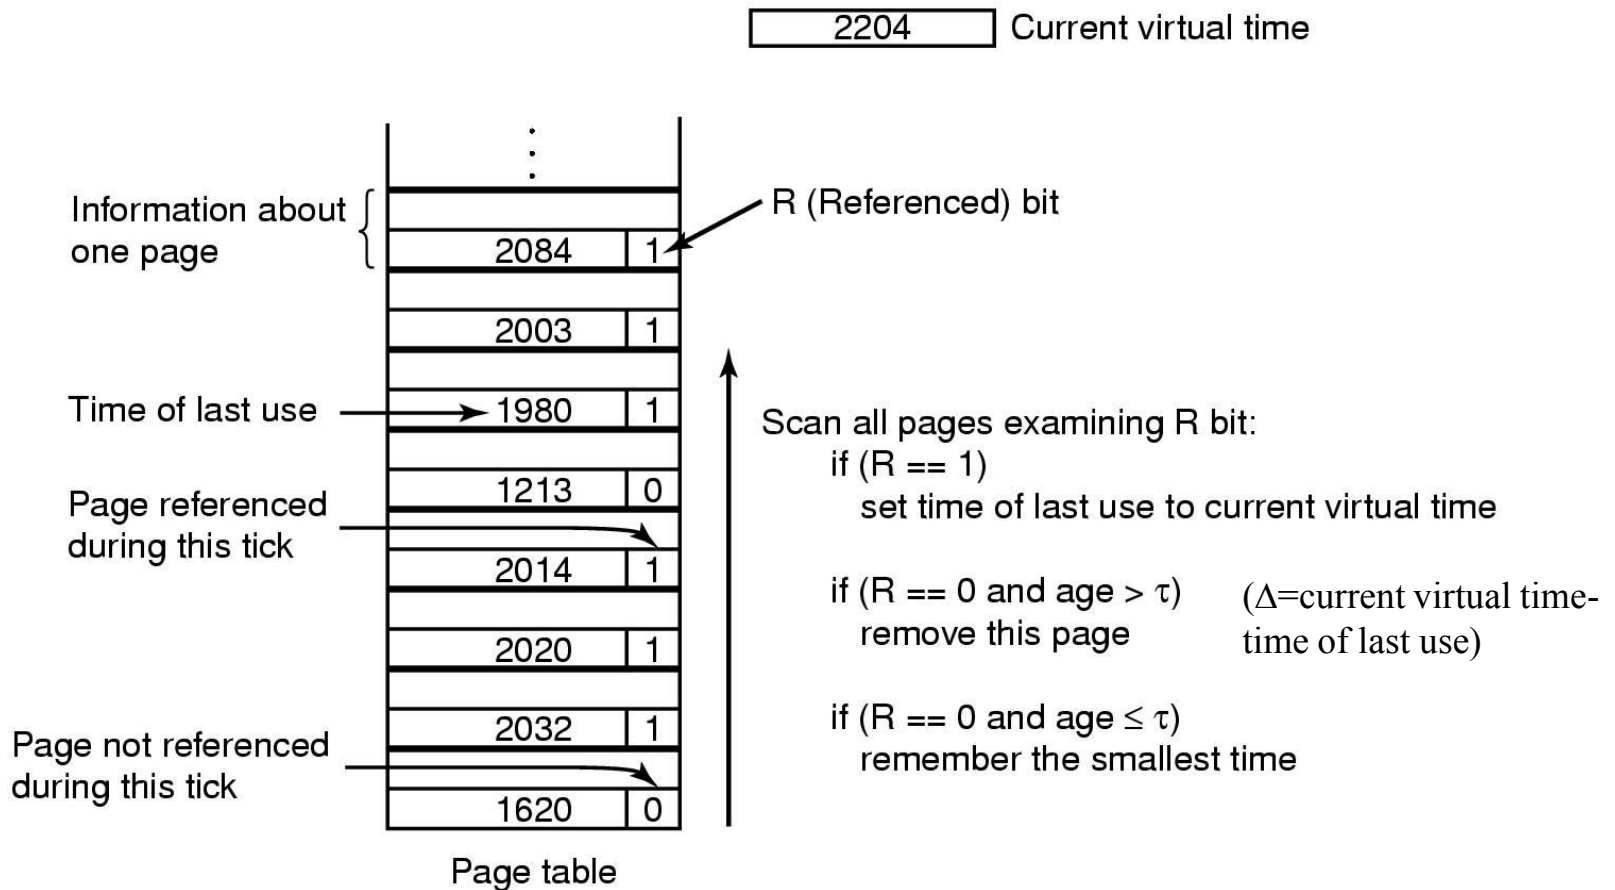 2204 Current virtual time
Information about
one page
R (Referenced) bit
2084 1
2003 1
Time of last use
1980 1
1213 0
Page referenced
during this tick
2014 1
2020 1
2032 1
Page not referenced
during this tick
1620 0
Page table
Scan all pages examining R bit:
if (R == 1)
set time of last use to current virtual time
if (R == 0 and age > τ)
remove this page
(Δ=current virtual time-
time of last use)
if (R == 0 and age ≤ τ)
remember the smallest time